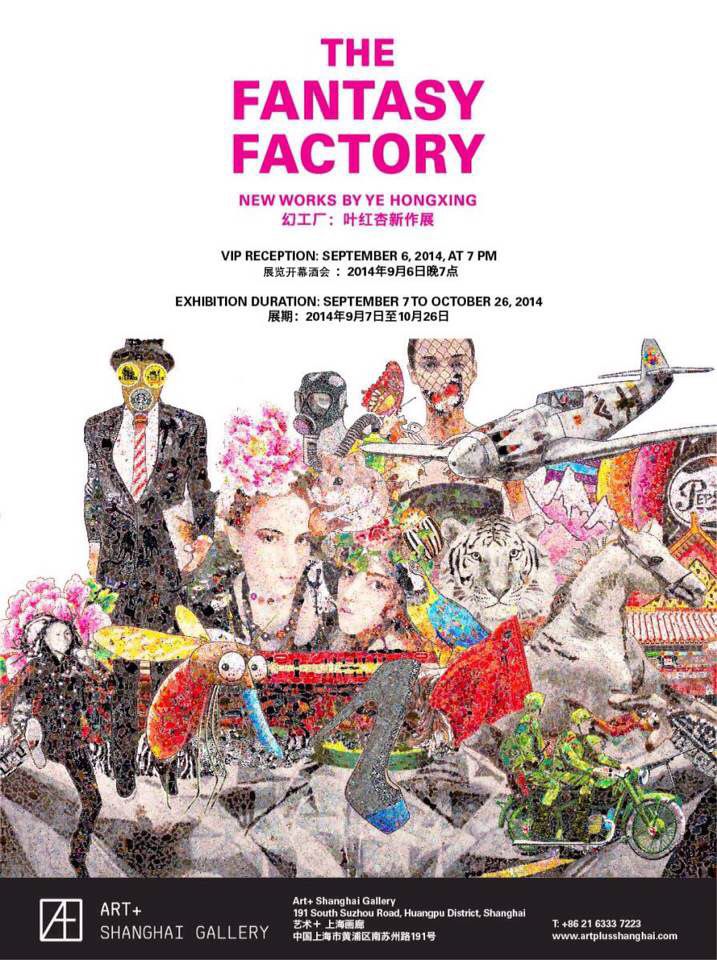 THE
FANTASY
FACTORY
NEW WORKS BY YE HONGXING
幻工厂：叶红杏新作展
VIP RECEPTION: SEPTEMBER 6, 2014, AT 7 PM
展览开幕酒会 ：2014年9月6日晚7点
EXHIBITION DURATION: SEPTEMBER 7 TO OCTOBER 26, 2014
展期：2014年9月7日至10月26日
ART+
SHANGHAI GALLERY
Art+ Shanghai Gallery
191 South Suzhou Road, Huangpu District, Shanghai
艺术＋ 上海画廊
中国上海市黄浦区南苏州路191号
T: +86 21 6333 7223
www.artplusshanghai.com